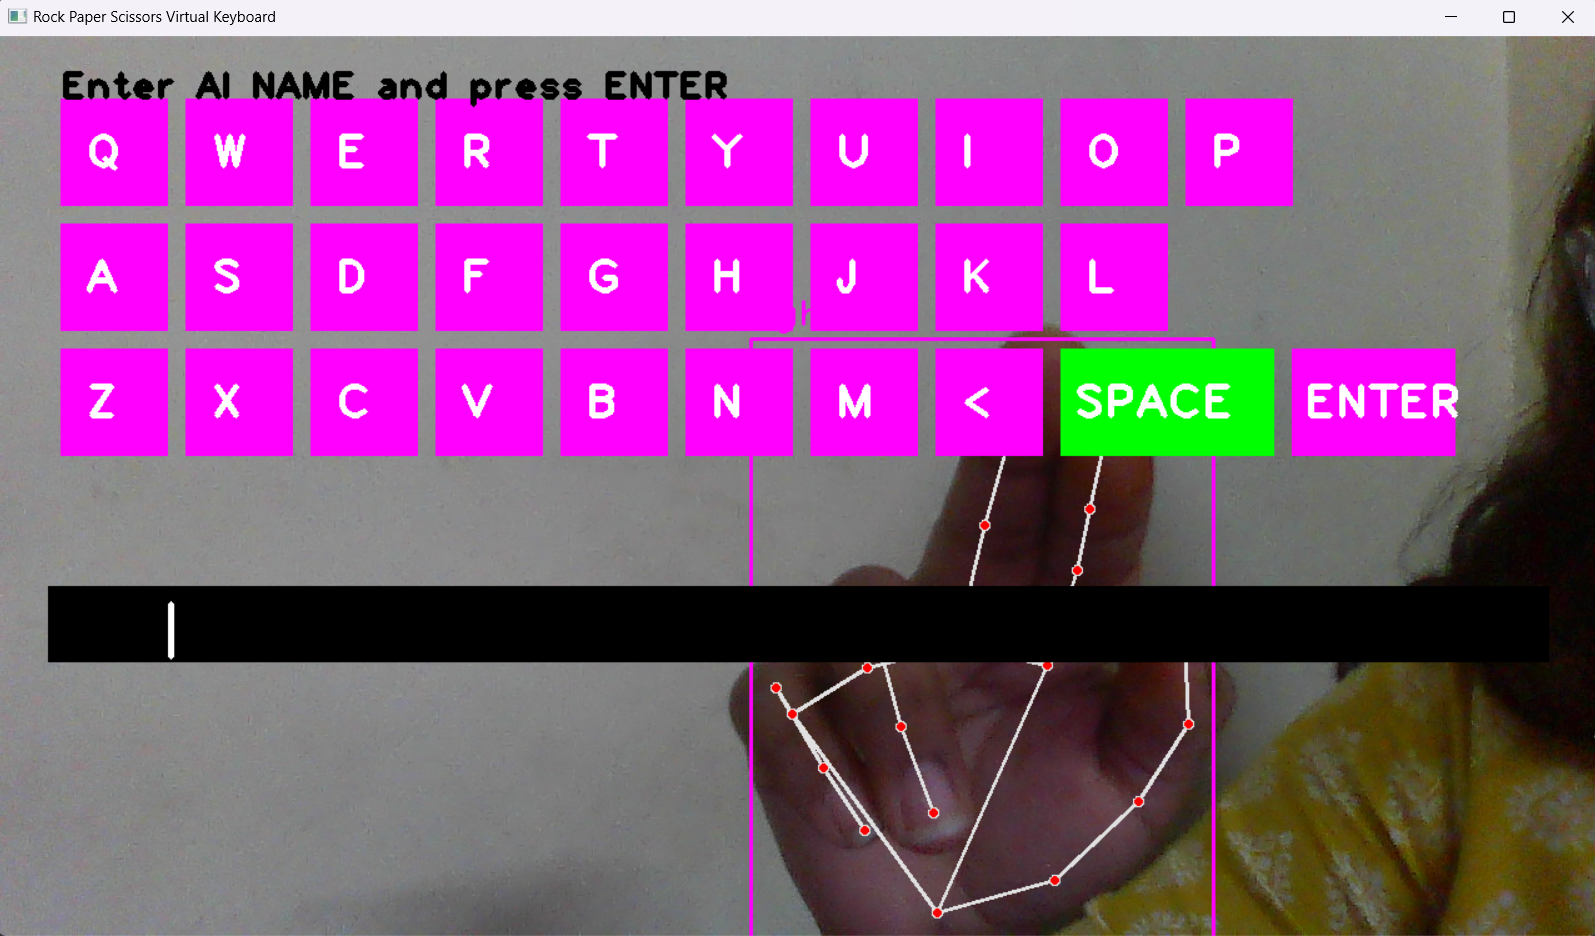 Rock Paper Scissors Virtual Keyboard
Enter AI NAME and press ENTER
Q W E R T Y U I O P
A S D F G H J K L
Z X C V B N M < SPACE ENTER